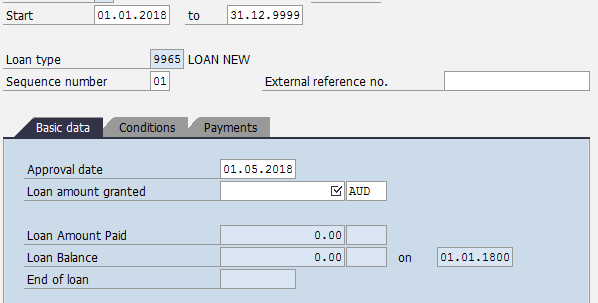 Start 01.01.2018 to 31.12.9999
Loan type 9965 LOAN NEW
Sequence number 01 External reference no.
Basic data Conditions Payments
Approval date 01.05.2018
Loan amount granted AUD
Loan Amount Paid 0.00
Loan Balance 0.00 on 01.01.1800
End of loan